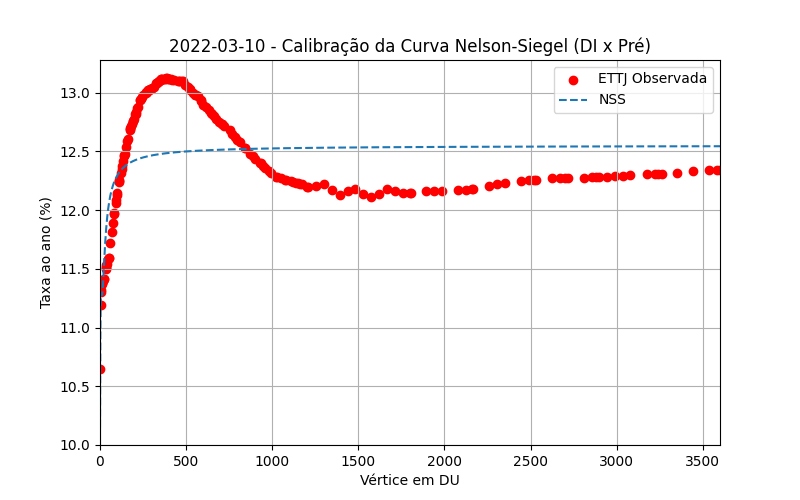 2022-03-10 - Calibração da Curva Nelson-Siegel (DI x Pré)
ETTJ Observada
NSS
Taxa ao ano (%)
13.0
12.5
12.0
11.5
11.0
10.5
10.0
0 500 1000 1500 2000 2500 3000 3500
Vértice em DU